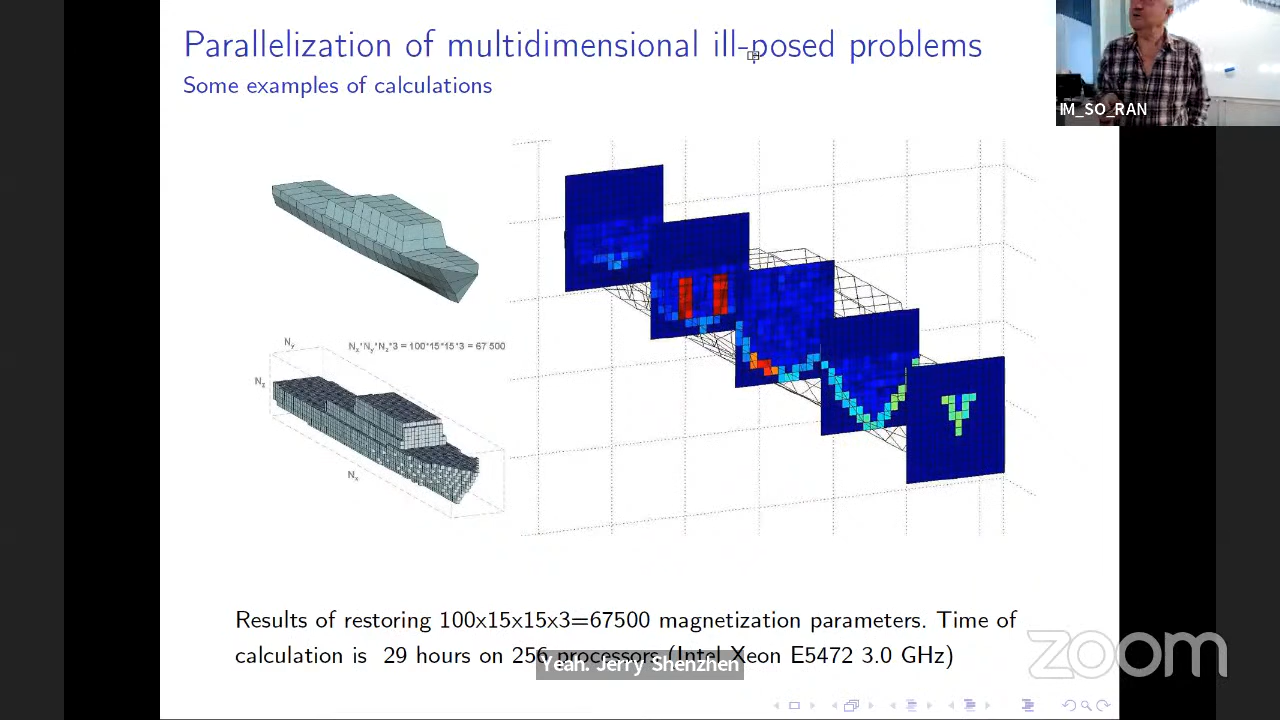 Parallelization of multidimensional ill-posed problems
Some examples of calculations
IM_SO_RAN
Ny
Nx*Ny*Nz*3 = 100*15*15*3 = 67 500
Nz
Nx
Results of restoring 100x15x15x3=67500 magnetization parameters. Time of
calculation is 29 hours on 256 processors (Intel Xeon E5472 3.0 GHz)
Yeah. Jerry Shenzhen
zoom